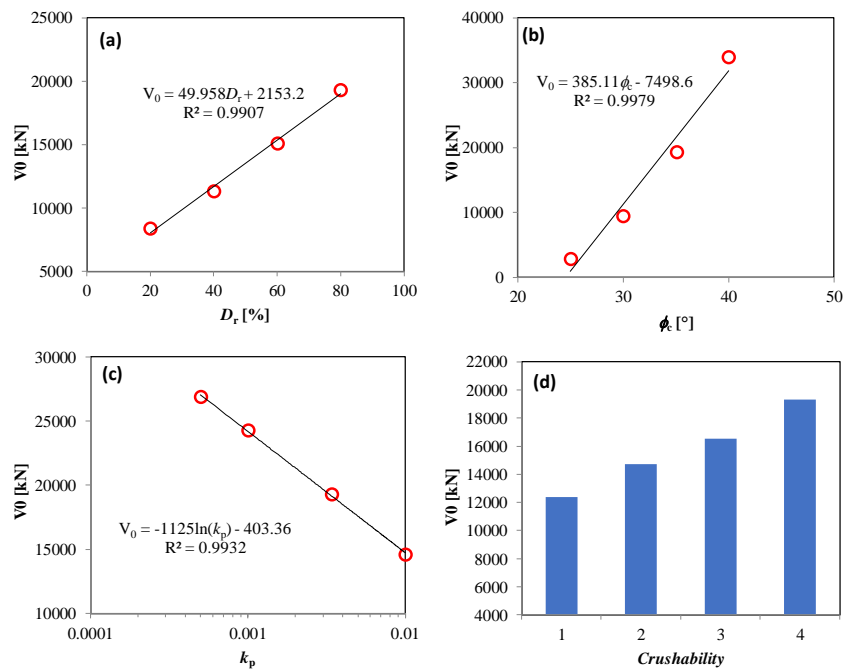 (a)
25000
20000
15000
10000
5000
V0 [kN]
V₀ = 49.958Dᵣ + 2153.2
R² = 0.9907
0 20 40 60 80 100
Dᵣ [%]
(b)
40000
30000
20000
10000
0
V0 [kN]
V₀ = 385.11ϕc - 7498.6
R² = 0.9979
20 30 40 50
ϕc [°]
(c)
30000
25000
20000
15000
10000
V0 [kN]
V₀ = -1125ln(kₚ) - 403.36
R² = 0.9932
0.0001 0.001 0.01
kₚ
(d)
22000
20000
18000
16000
14000
12000
10000
8000
6000
4000
V0 [kN]
1 2 3 4
Crushability